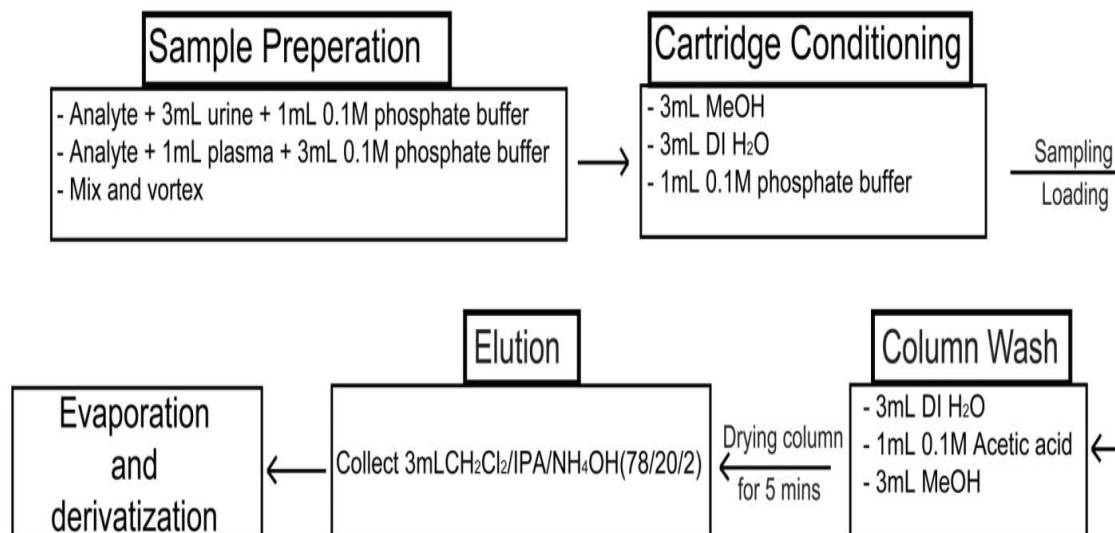 Sample Preperation
- Analyte + 3mL urine + 1mL 0.1M phosphate buffer
- Analyte + 1mL plasma + 3mL 0.1M phosphate buffer
- Mix and vortex
Cartridge Conditioning
- 3mL MeOH
- 3mL DI H₂O
- 1mL 0.1M phosphate buffer
Sampling
Loading
Column Wash
- 3mL DI H₂O
- 1mL 0.1M Acetic acid
- 3mL MeOH
Drying column
for 5 mins
Elution
Collect 3mLCH₂Cl₂/IPA/NH₄OH(78/20/2)
Evaporation
and
derivatization